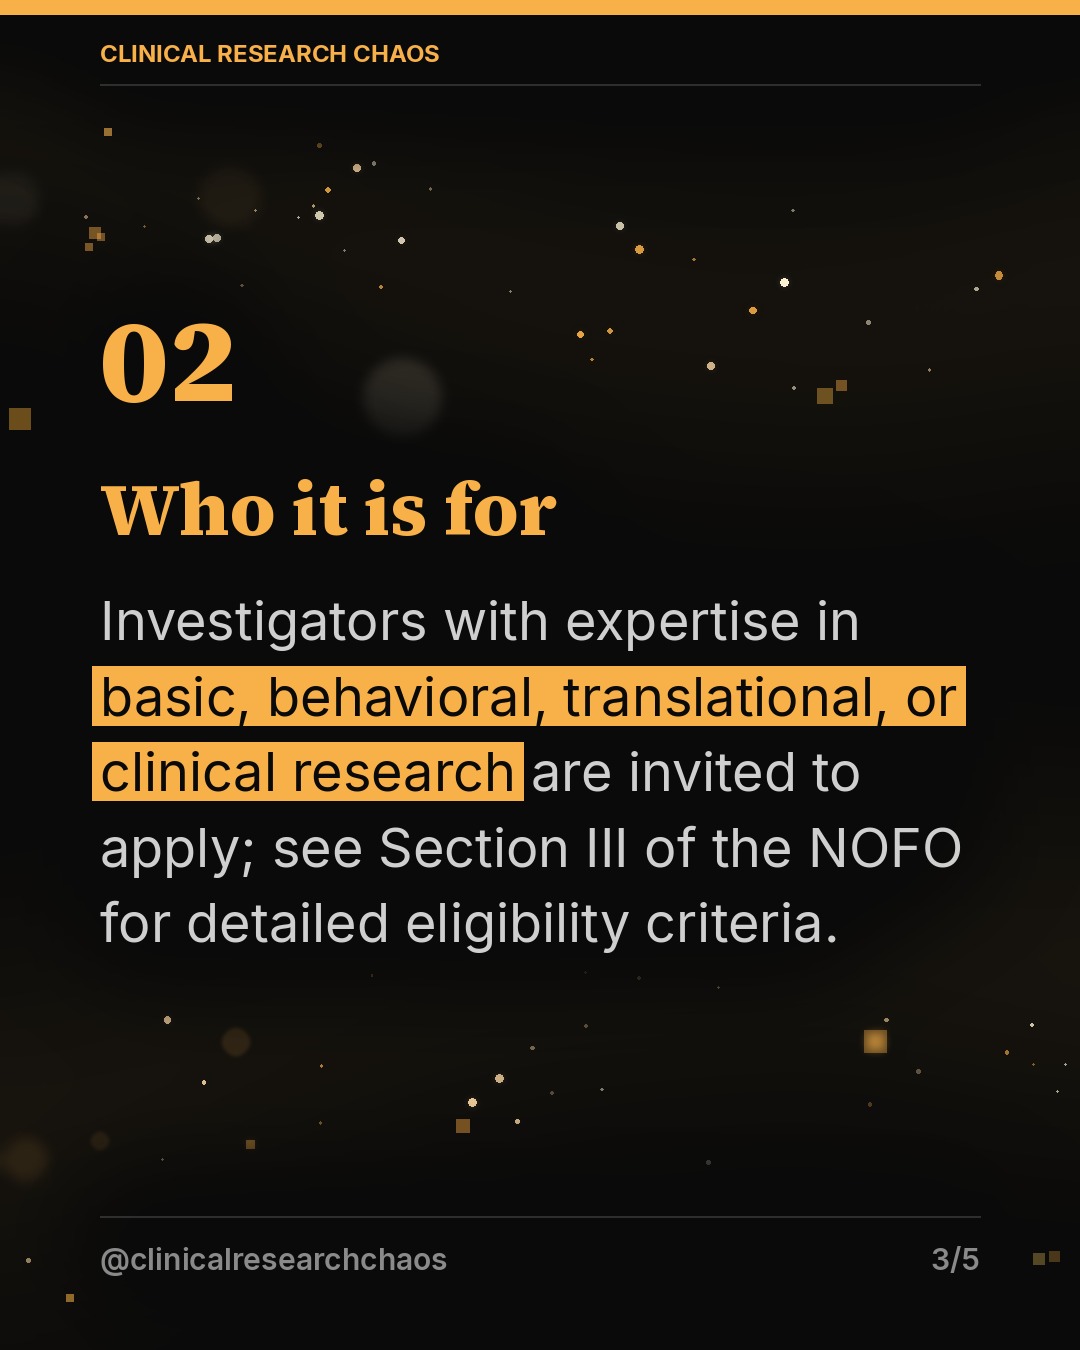 CLINICAL RESEARCH CHAOS
02
Who it is for
Investigators with expertise in
basic, behavioral, translational, or
clinical research are invited to
apply; see Section III of the NOFO
for detailed eligibility criteria.
@clinicalresearchchaos
3/5